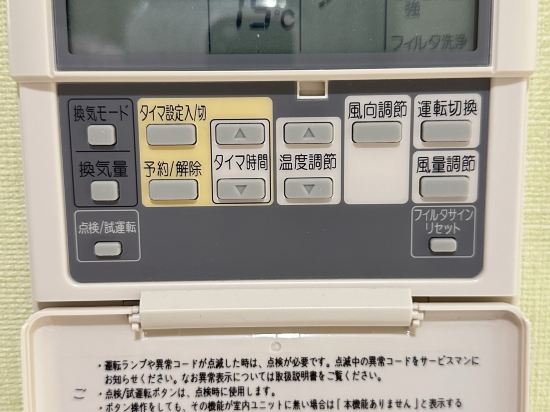 15℃
強
フィルタ洗浄
換気モード
タイマ設定入/切
風向調節
運転切換
換気量
予約/解除
タイマ時間
温度調節
風量調節
点検/試運転
フィルタサイン
リセット
・運転ランプや異常コードが点滅した時は、点検が必要です。点滅中の異常コードをサービスマンに
お知らせください。なお異常表示については取扱説明書をご覧ください。
・点検/試運転ボタンは、点検時に使用します。
ご ・ボタン操作をしても、その機能が室内ユニットに無い場合は「本機能ありません」と表示する